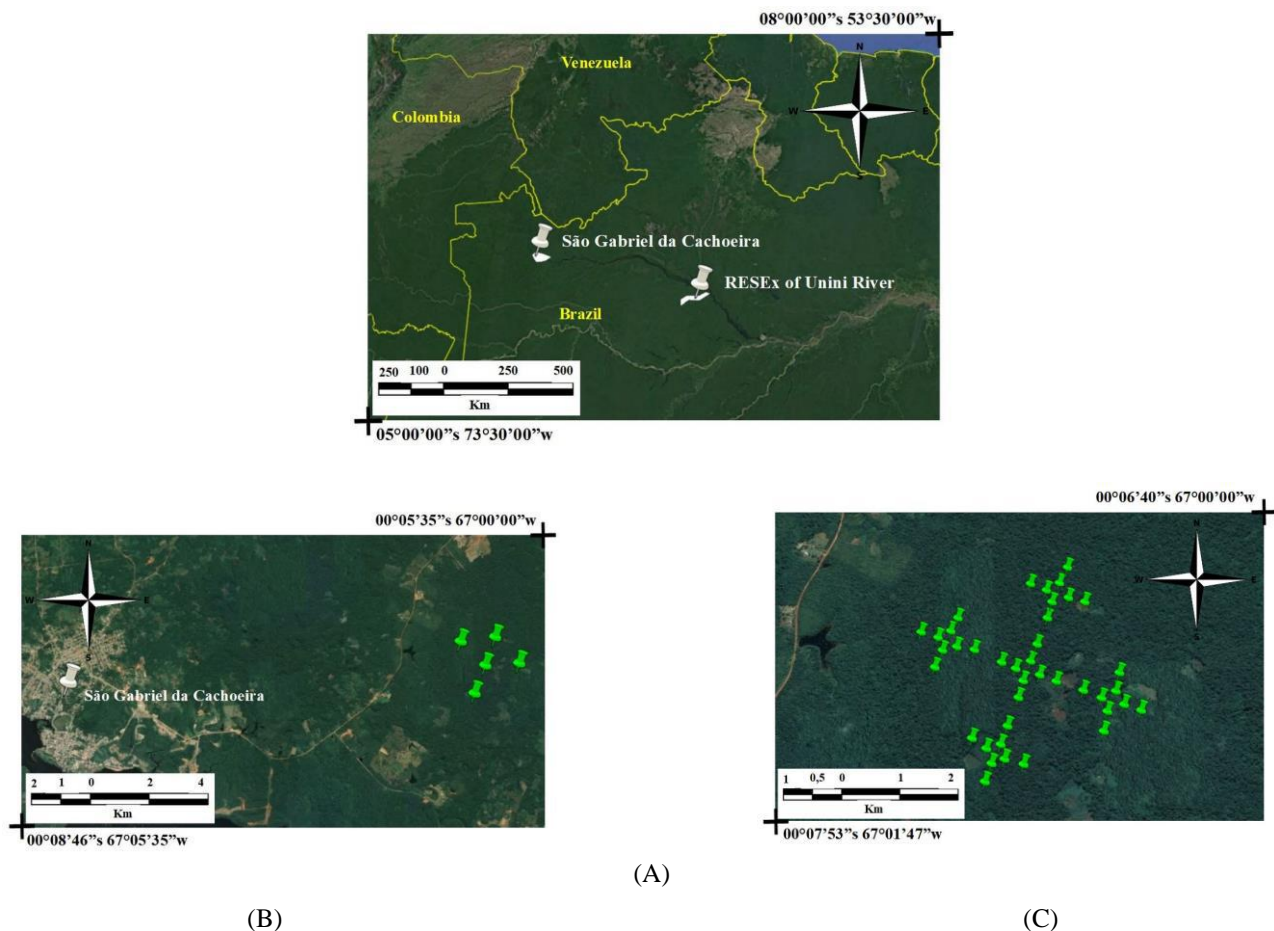 08°00’00”s 53°30’00”w
N
Venezuela
Colombia
W
E
S
São Gabriel da Cachoeira
RESEx of Unini River
Brazil
250 100 0 250 500
Km
05°00’00”s 73°30’00”w
00°05’35”s 67°00’00”w
N
W
E
S
São Gabriel da Cachoeira
2 1 0 2 4
Km
00°08’46”s 67°05’35”w
00°06’40”s 67°00’00”w
N
W
E
S
1 0,5 0 1 2
Km
00°07’53”s 67°01’47”w
(A)
(B)
(C)